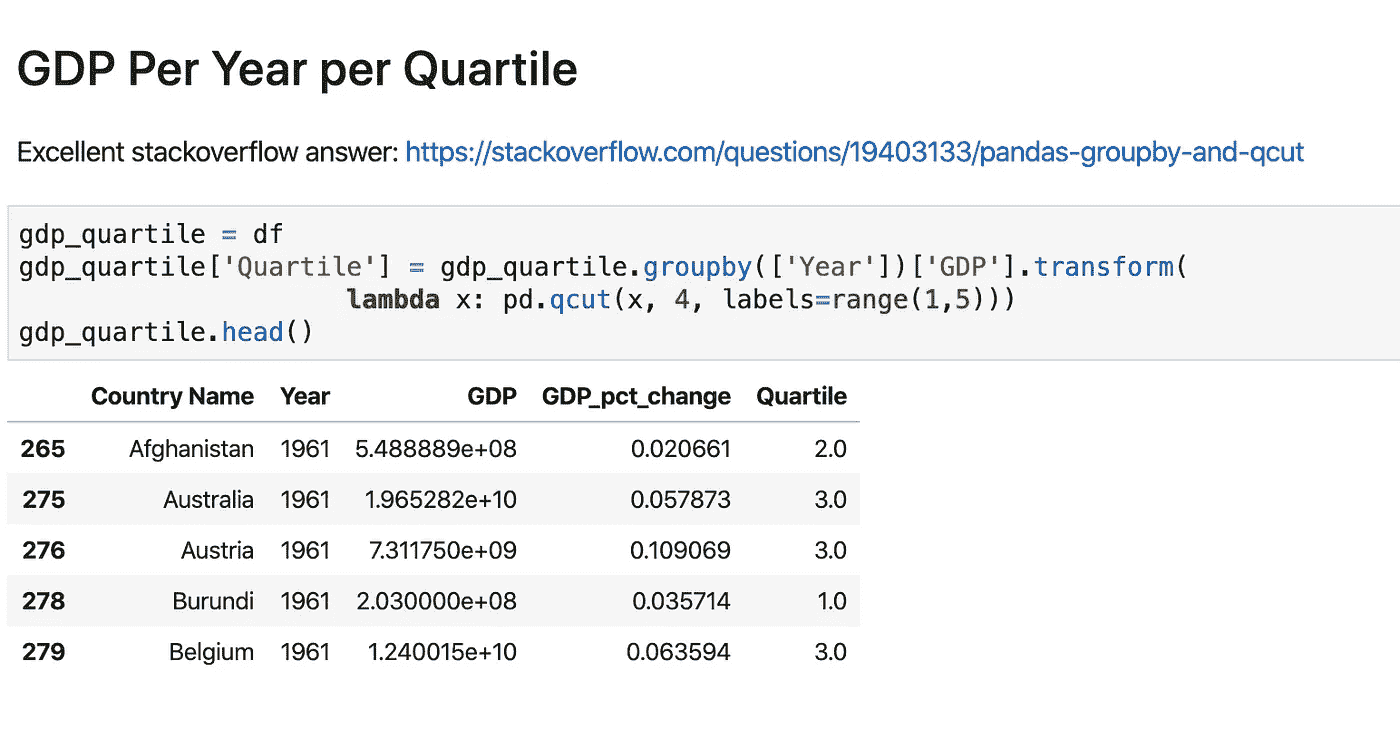 GDP Per Year per Quartile
Excellent stackoverflow answer: https://stackoverflow.com/questions/19403133/pandas-groupby-and-qcut
gdp_quartile = df
gdp_quartile['Quartile'] = gdp_quartile.groupby(['Year'])['GDP'].transform(
                     lambda x: pd.qcut(x, 4, labels=range(1,5)))
gdp_quartile.head()
Country Name Year GDP GDP_pct_change Quartile
265 Afghanistan 1961 5.488889e+08 0.020661 2.0
275 Australia 1961 1.965282e+10 0.057873 3.0
276 Austria 1961 7.311750e+09 0.109069 3.0
278 Burundi 1961 2.030000e+08 0.035714 1.0
279 Belgium 1961 1.240015e+10 0.063594 3.0